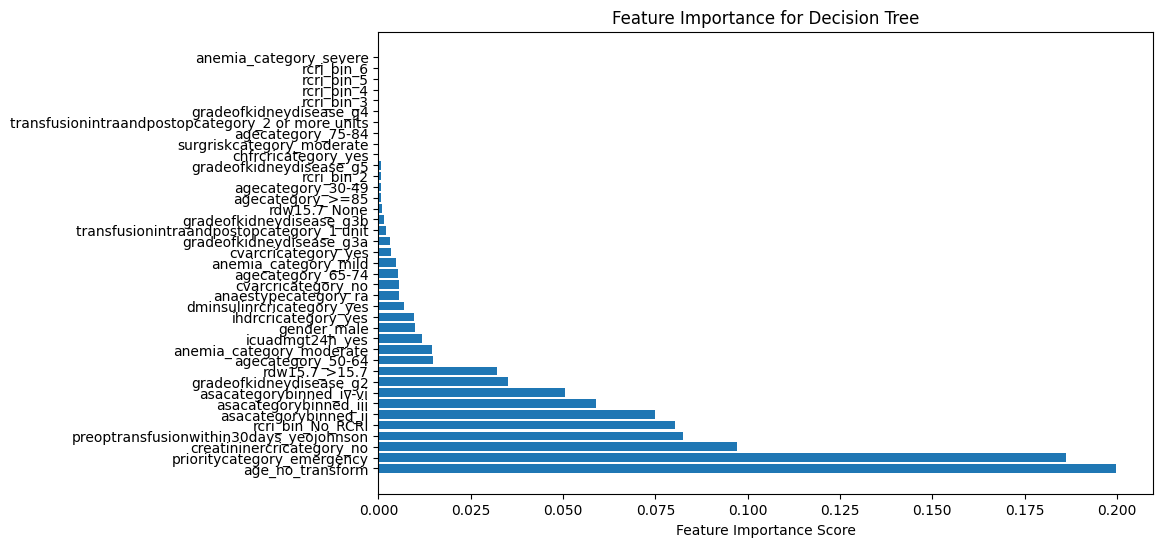 Feature Importance for Decision Tree
anemia_category_severe
rcri_bin_6
rcri_bin_5
rcri_bin_4
rcri_bin_3
gradeofkidneydisease_g4
transfusionintraandpostopcategory_2 or more units
agecategory_75-84
surgriskcategory_moderate
chfrcricategory_yes
gradeofkidneydisease_g5
rcri_bin_2
agecategory_30-49
agecategory_>=85
rdw15.7_None
gradeofkidneydisease_g3b
transfusionintraandpostopcategory_1 unit
gradeofkidneydisease_g3a
cvarcricategory_yes
anemia_category_mild
agecategory_65-74
cvarcricategory_no
anaestypecategory_ra
dminsulinrcricategory_yes
ihdrcricategory_yes
gender_male
icuadmgt24h_yes
anemia_category_moderate
agecategory_50-64
rdw15.7_>15.7
gradeofkidneydisease_g2
asacategorybinned_iv-vi
asacategorybinned_iii
asacategorybinned_ii
rcri_bin_No_RCRI
preoptransfusionwithin30days_yeojohnson
creatininercricategory_no
prioritycategory_emergency
age_no_transform
0.000 0.025 0.050 0.075 0.100 0.125 0.150 0.175 0.200
Feature Importance Score